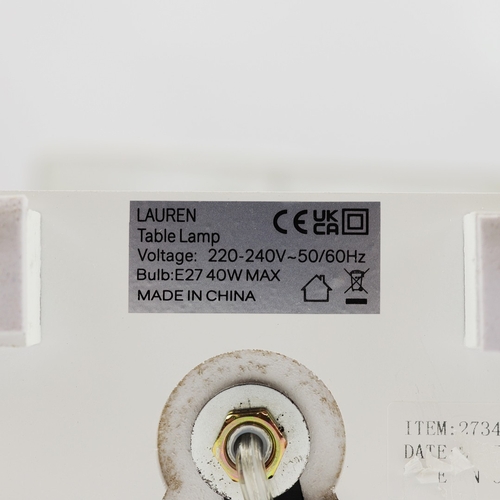 LAUREN
Table Lamp
Voltage: 220-240V~50/60Hz
Bulb:E27 40W MAX
MADE IN CHINA
CE UK CA
ITEM:2734
DATE: